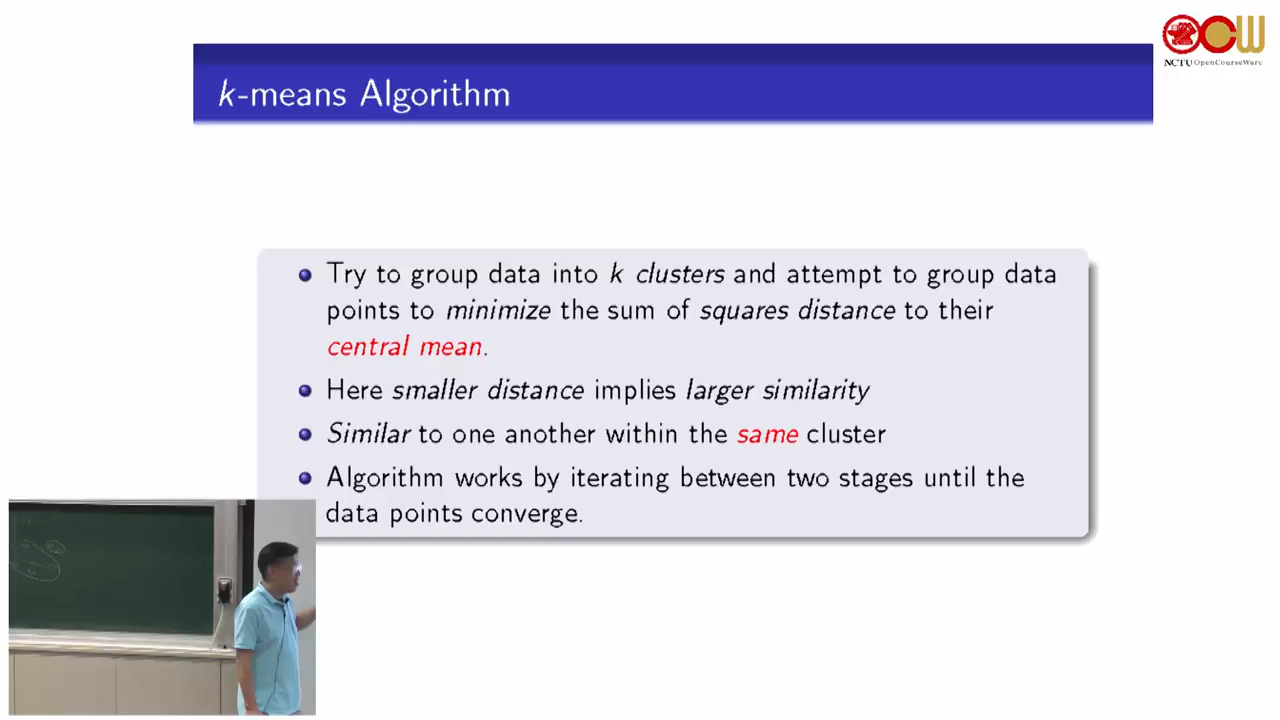 NCTU OpenCourseWare
k-means Algorithm
Try to group data into k clusters and attempt to group data
points to minimize the sum of squares distance to their
central mean.
Here smaller distance implies larger similarity
Similar to one another within the same cluster
Algorithm works by iterating between two stages until the
data points converge.